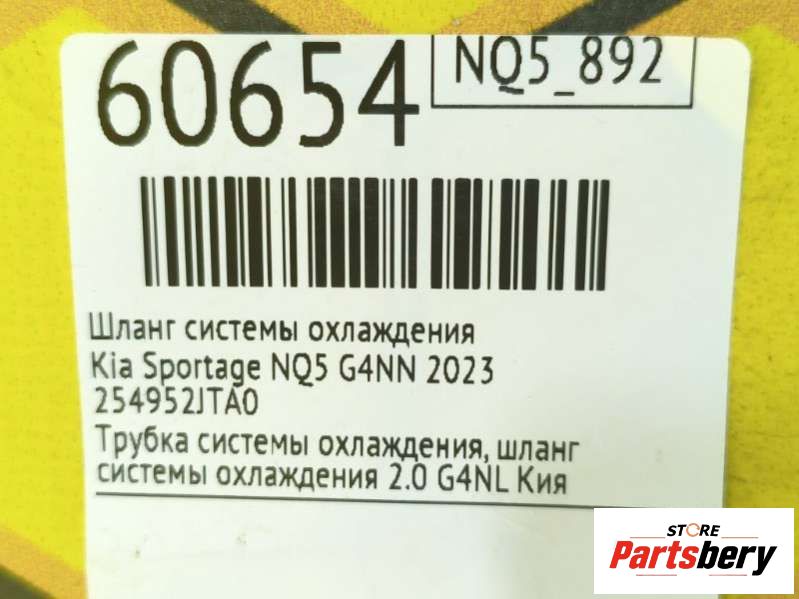 60654
NQ5_892
Шланг системы охлаждения
Kia Sportage NQ5 G4NN 2023
254952JTA0
Трубка системы охлаждения, шланг
системы охлаждения 2.0 G4NL Кия
STORE
Partsbery